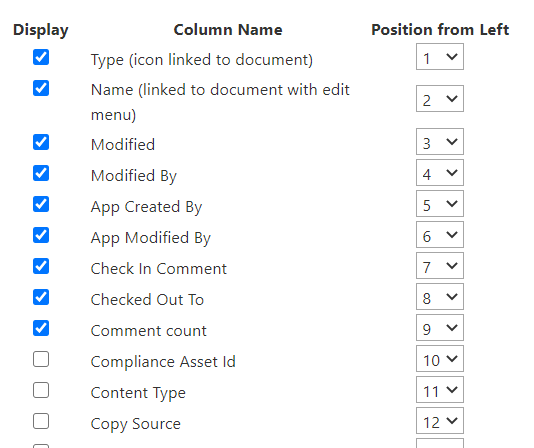 Display Column Name Position from Left
Type (icon linked to document) 1
Name (linked to document with edit
menu) 2
Modified 3
Modified By 4
App Created By 5
App Modified By 6
Check In Comment 7
Checked Out To 8
Comment count 9
Compliance Asset Id 10
Content Type 11
Copy Source 12